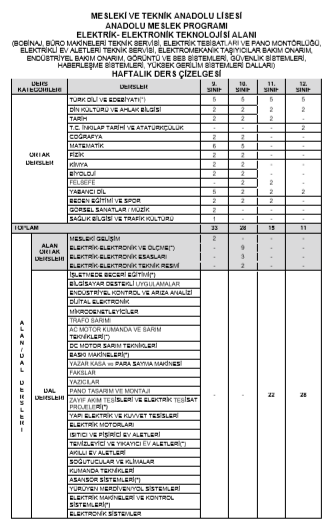 MESLEKİ VE TEKNİK ANADOLU LİSESİ
ANADOLU MESLEK PROGRAMI
ELEKTRİK- ELEKTRONİK TEKNOLOJİSİ ALANI
(BOBİNAJ, BÜRO MAKİNELERİ TEKNİK SERVİSİ, ELEKTRİK TESİSATLARI VE PANO MONTÖRLÜĞÜ,
ELEKTRİKLİ EV ALETLERİ TEKNİK SERVİSİ, ELEKTROMEKANİK TAŞIYICILAR BAKIM ONARIM,
ENDÜSTRİYEL BAKIM ONARIM, GÖRÜNTÜ VE SES SİSTEMLERİ, GÜVENLİK SİSTEMLERİ,
HABERLEŞME SİSTEMLERİ, YÜKSEK GERİLİM SİSTEMLERİ DALLARI)
HAFTALIK DERS ÇİZELGESİ
DERS KATEGORİLERİ DERSLER 9. SINIF 10. SINIF 11. SINIF 12. SINIF
ORTAK DERSLER
TÜRK DİLİ VE EDEBİYATI(*) 5 5 5 5
DİN KÜLTÜRÜ VE AHLAK BİLGİSİ 2 2 2 2
TARİH 2 2 2 -
T.C. İNKILAP TARİHİ VE ATATÜRKÇÜLÜK - - - 2
COĞRAFYA 2 2 - -
MATEMATİK 6 5 - -
FİZİK 2 2 - -
KİMYA 2 2 - -
BİYOLOJİ 2 2 - -
FELSEFE - 2 2 -
YABANCI DİL 5 2 2 2
BEDEN EĞİTİMİ VE SPOR 2 2 2 -
GÖRSEL SANATLAR / MÜZİK 2 - - -
SAĞLIK BİLGİSİ VE TRAFİK KÜLTÜRÜ 1 - - -
TOPLAM 33 28 15 11
ALAN/DAL DERSLERİ
ALAN ORTAK DERSLERİ
MESLEKİ GELİŞİM 2 - - -
ELEKTRİK-ELEKTRONİK VE ÖLÇME(*) - 9 - -
ELEKTRİK-ELEKTRONİK ESASLARI - 3 - -
ELEKTRİK-ELEKTRONİK TEKNİK RESMİ - 2 - -
DAL DERSLERİ - - 22 28
İŞLETMEDE BECERİ EĞİTİMİ(*)
BİLGİSAYAR DESTEKLİ UYGULAMALAR
ENDÜSTRİYEL KONTROL VE ARIZA ANALİZİ
DİJİTAL ELEKTRONİK
MİKRODENETLEYİCİLER
TRAFO SARIMI
AC MOTOR KUMANDA VE SARIM
TEKNİKLERİ(*)
DC MOTOR SARIM TEKNİKLERİ
BASKI MAKİNELERİ(*)
YAZAR KASA ve PARA SAYMA MAKİNESİ
FAKSLAR
YAZICILAR
PANO TASARIM VE MONTAJI
ZAYIF AKIM TESİSLERİ VE ELEKTRİK TESİSAT
PROJELERİ(*)
YAPI ELEKTRİK VE KUVVET TESİSLERİ
ELEKTRİK MOTORLARI
ISITICI VE PİŞİRİCİ EV ALETLERİ
TEMİZLEYİCİ VE YIKAYICI EV ALETLERİ(*)
AKILLI EV ALETLERİ
SOĞUTUCULAR VE KLİMALAR
KUMANDA TEKNİKLERİ
ASANSÖR SİSTEMLERİ(*)
YÜRÜYEN MERDİVEN/YOL SİSTEMLERİ
ELEKTRİK MAKİNELERİ VE KONTROL
SİSTEMLERİ(*)
ELEKTRONİK SİSTEMLER